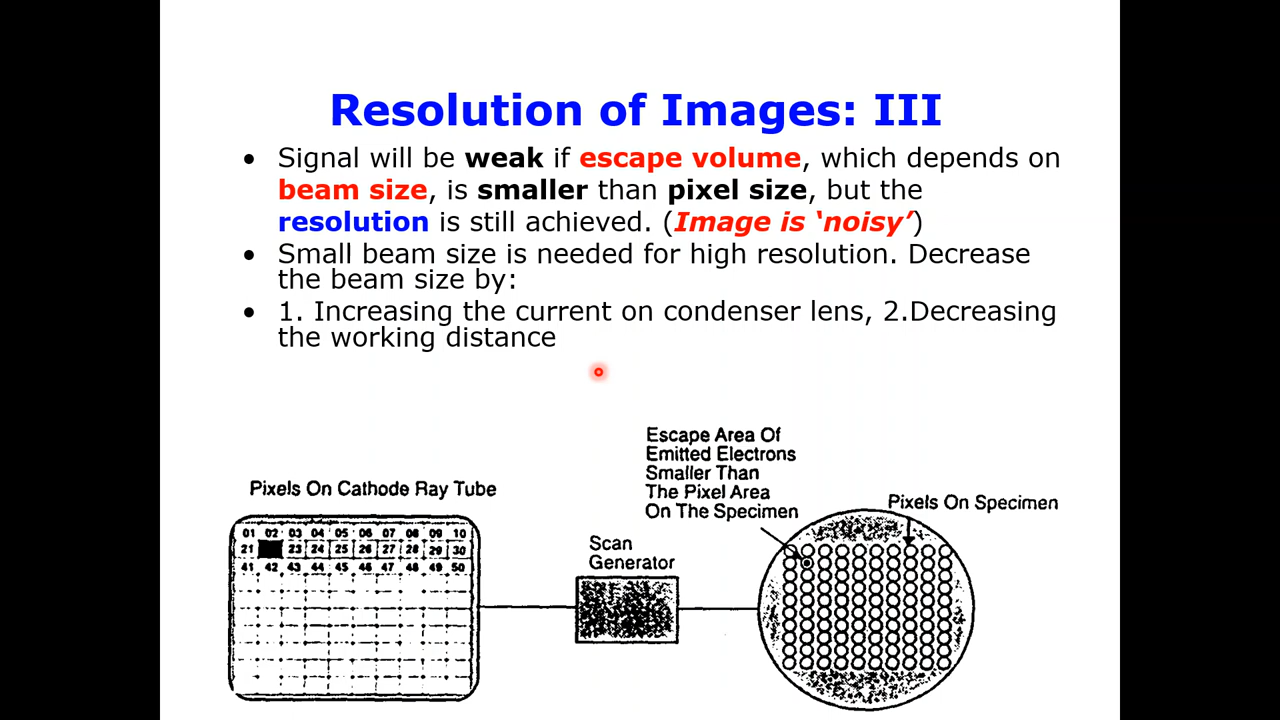 Resolution of Images: III
• Signal will be weak if escape volume, which depends on
beam size, is smaller than pixel size, but the
resolution is still achieved. (Image is ‘noisy’)
• Small beam size is needed for high resolution. Decrease
the beam size by:
• 1. Increasing the current on condenser lens, 2.Decreasing
the working distance
Escape Area Of
Emitted Electrons
Smaller Than
The Pixel Area
On The Specimen
Pixels On Cathode Ray Tube
Pixels On Specimen
Scan
Generator
01 02 03 04 05 06 07 08 09 10
21 23 24 25 26 27 28 29 30
41 42 43 44 45 46 47 48 49 50